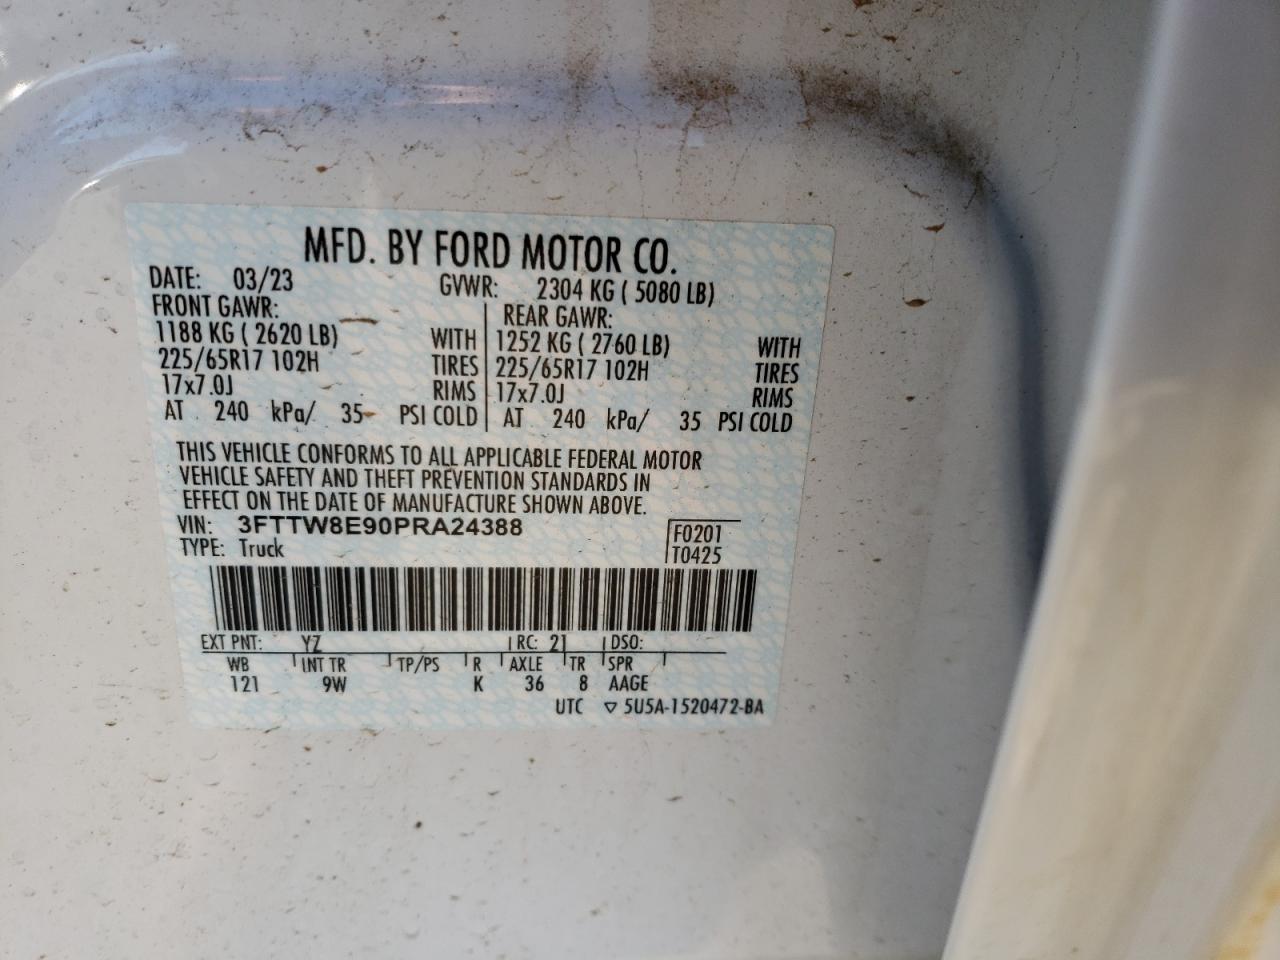 MFD. BY FORD MOTOR CO.
DATE: 03/23 GVWR: 2304 KG ( 5080 LB)
FRONT GAWR: REAR GAWR:
1188 KG ( 2620 LB) WITH 1252 KG ( 2760 LB) WITH
225/65R17 102H TIRES 225/65R17 102H TIRES
17x7.0J RIMS 17x7.0J RIMS
AT 240 kPa/ 35 PSI COLD AT 240 kPa/ 35 PSI COLD
THIS VEHICLE CONFORMS TO ALL APPLICABLE FEDERAL MOTOR
VEHICLE SAFETY AND THEFT PREVENTION STANDARDS IN
EFFECT ON THE DATE OF MANUFACTURE SHOWN ABOVE.
VIN: 3FTTW8E90PRA24388 F0201
TYPE: Truck T0425
EXT PNT: YZ RC: 21 DSO:
WB INT TR TP/PS R AXLE TR SPR
121 9W K 36 8 AAGE
UTC ▽ 5U5A-1520472-BA